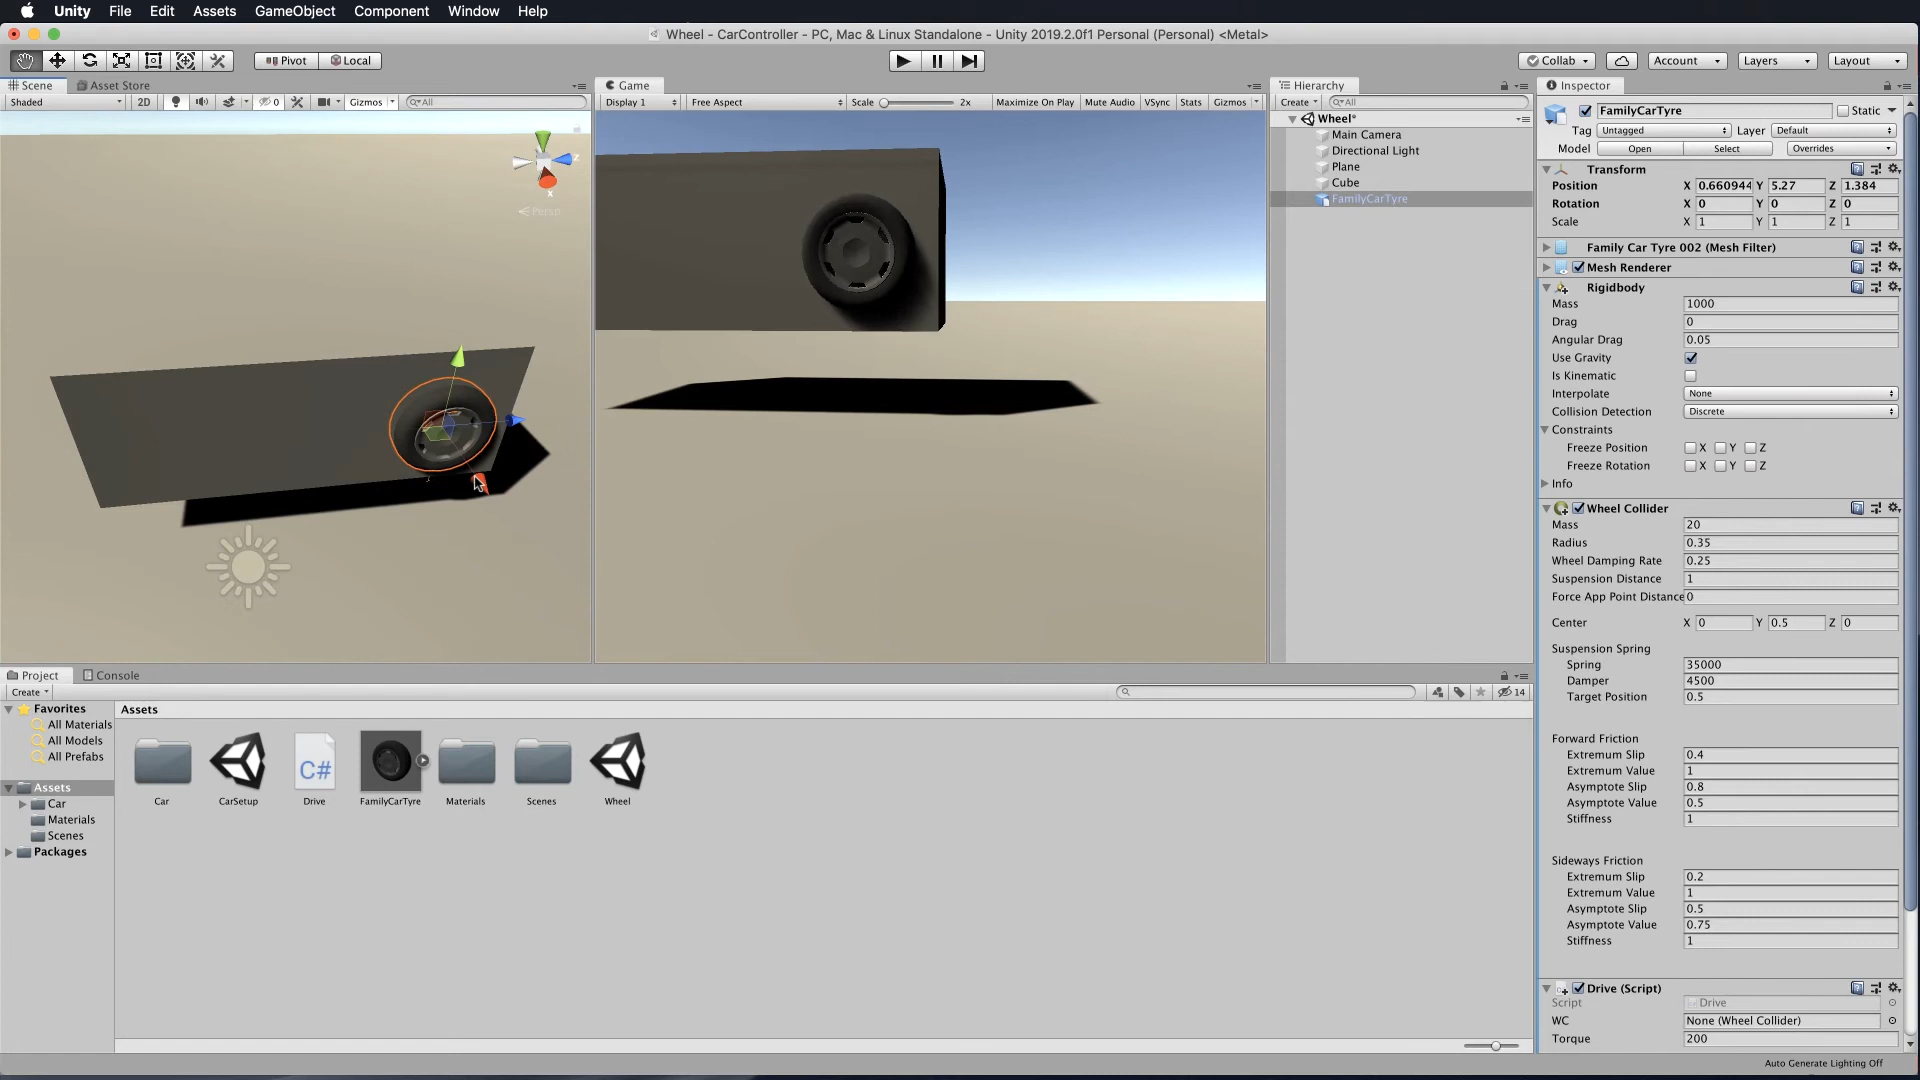 Unity File Edit Assets GameObject Component Window Help
Wheel - CarController - PC, Mac & Linux Standalone - Unity 2019.2.0f1 Personal (Personal) <Metal>
Pivot Local Collab Account Layers Layout
Scene Asset Store
Shaded 2D 0 Gizmos All
z
x
Persp
Game
Display 1 Free Aspect Scale 2x Maximize On Play Mute Audio VSync Stats Gizmos
Hierarchy
Create All
Wheel*
Main Camera
Directional Light
Plane
Cube
FamilyCarTyre
Inspector
FamilyCarTyre Static
Tag Untagged Layer Default
Model Open Select Overrides
Transform
Position X 0.660944 Y 5.27 Z 1.384
Rotation X 0 Y 0 Z 0
Scale X 1 Y 1 Z 1
Family Car Tyre 002 (Mesh Filter)
Mesh Renderer
Rigidbody
Mass 1000
Drag 0
Angular Drag 0.05
Use Gravity
Is Kinematic
Interpolate None
Collision Detection Discrete
Constraints
Freeze Position X Y Z
Freeze Rotation X Y Z
Info
Wheel Collider
Mass 20
Radius 0.35
Wheel Damping Rate 0.25
Suspension Distance 1
Force App Point Distance 0
Center X 0 Y 0.5 Z 0
Suspension Spring
Spring 35000
Damper 4500
Target Position 0.5
Forward Friction
Extremum Slip 0.4
Extremum Value 1
Asymptote Slip 0.8
Asymptote Value 0.5
Stiffness 1
Sideways Friction
Extremum Slip 0.2
Extremum Value 1
Asymptote Slip 0.5
Asymptote Value 0.75
Stiffness 1
Drive (Script)
Script Drive
WC None (Wheel Collider)
Torque 200
Project Console
Create 14
Favorites
All Materials
All Models
All Prefabs
Assets
Car
Materials
Scenes
Packages
Assets
C#
Car CarSetup Drive FamilyCarTyre Materials Scenes Wheel
Auto Generate Lighting Off